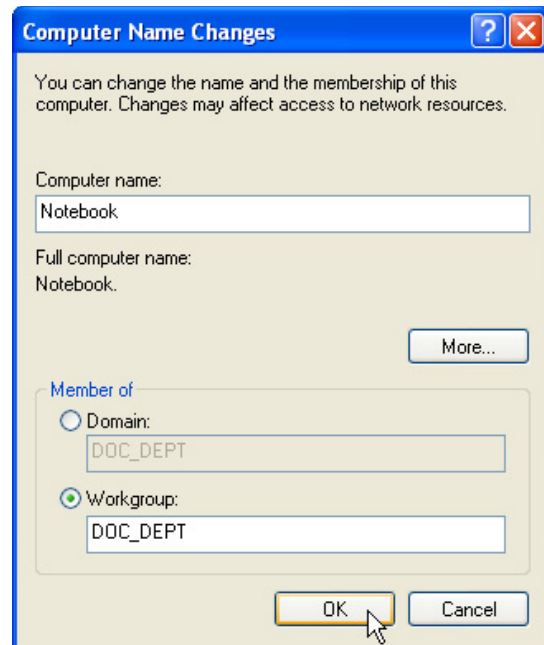 Computer Name Changes
You can change the name and the membership of this
computer. Changes may affect access to network resources.
Computer name:
Notebook
Full computer name:
Notebook.
More...
Member of
Domain:
DOC_DEPT
Workgroup:
DOC_DEPT
OK
Cancel